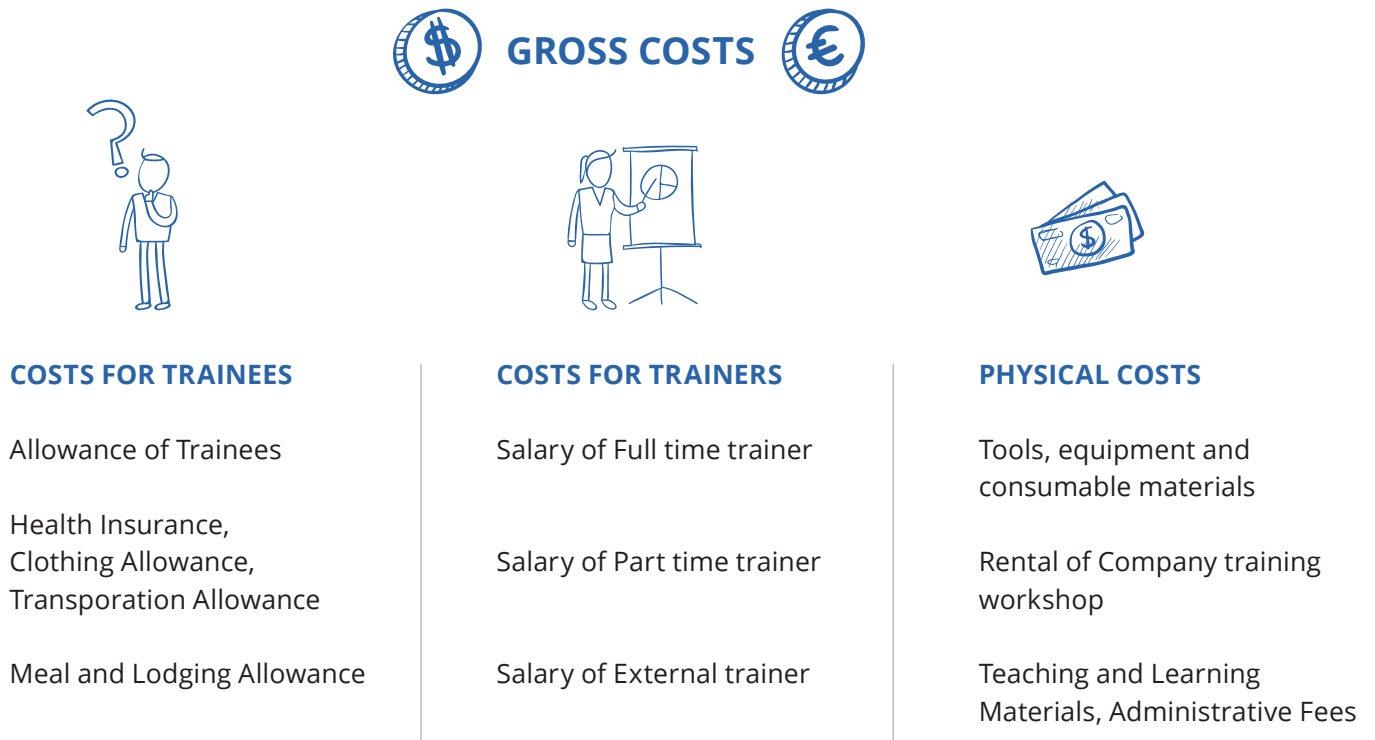 GROSS COSTS
COSTS FOR TRAINEES
Allowance of Trainees
Health Insurance,
Clothing Allowance,
Transporation Allowance
Meal and Lodging Allowance
COSTS FOR TRAINERS
Salary of Full time trainer
Salary of Part time trainer
Salary of External trainer
PHYSICAL COSTS
Tools, equipment and
consumable materials
Rental of Company training
workshop
Teaching and Learning
Materials, Administrative Fees